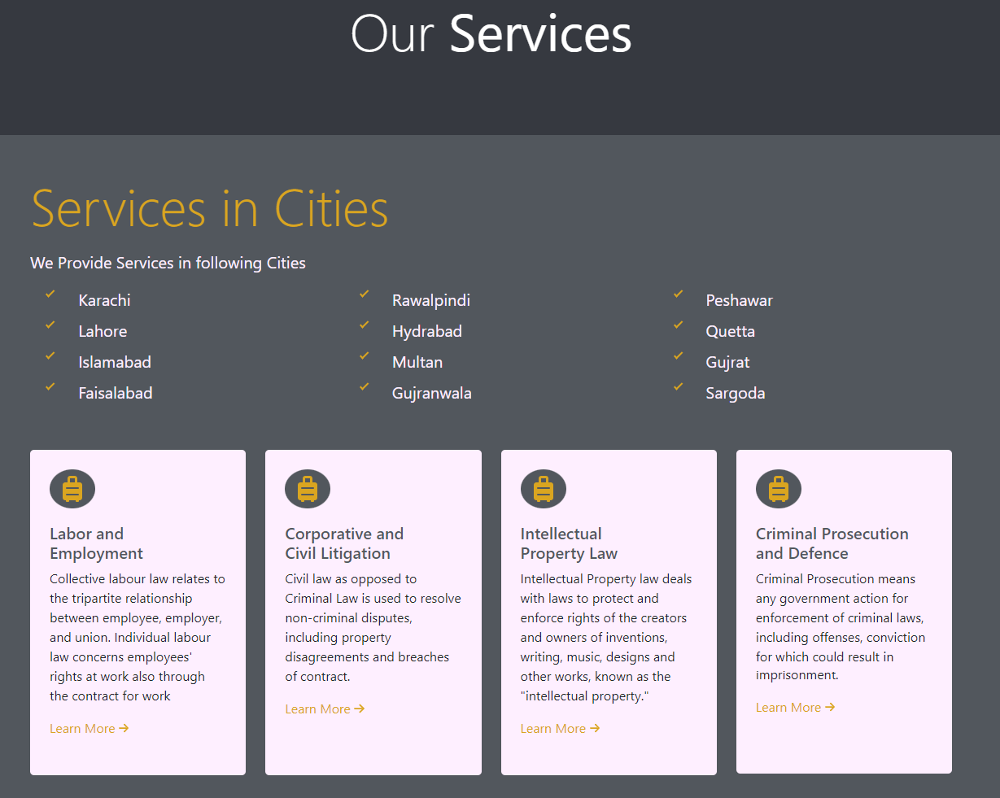 Our Services
Services in Cities
We Provide Services in following Cities
Karachi
Lahore
Islamabad
Faisalabad
Rawalpindi
Hydrabad
Multan
Gujranwala
Peshawar
Quetta
Gujrat
Sargoda
Labor and
Employment
Collective labour law relates to
the tripartite relationship
between employee, employer,
and union. Individual labour
law concerns employees'
rights at work also through
the contract for work
Learn More →
Corporative and
Civil Litigation
Civil law as opposed to
Criminal Law is used to resolve
non-criminal disputes,
including property
disagreements and breaches
of contract.
Learn More →
Intellectual
Property Law
Intellectual Property law deals
with laws to protect and
enforce rights of the creators
and owners of inventions,
writing, music, designs and
other works, known as the
"intellectual property."
Learn More →
Criminal Prosecution
and Defence
Criminal Prosecution means
any government action for
enforcement of criminal laws,
including offenses, conviction
for which could result in
imprisonment.
Learn More →